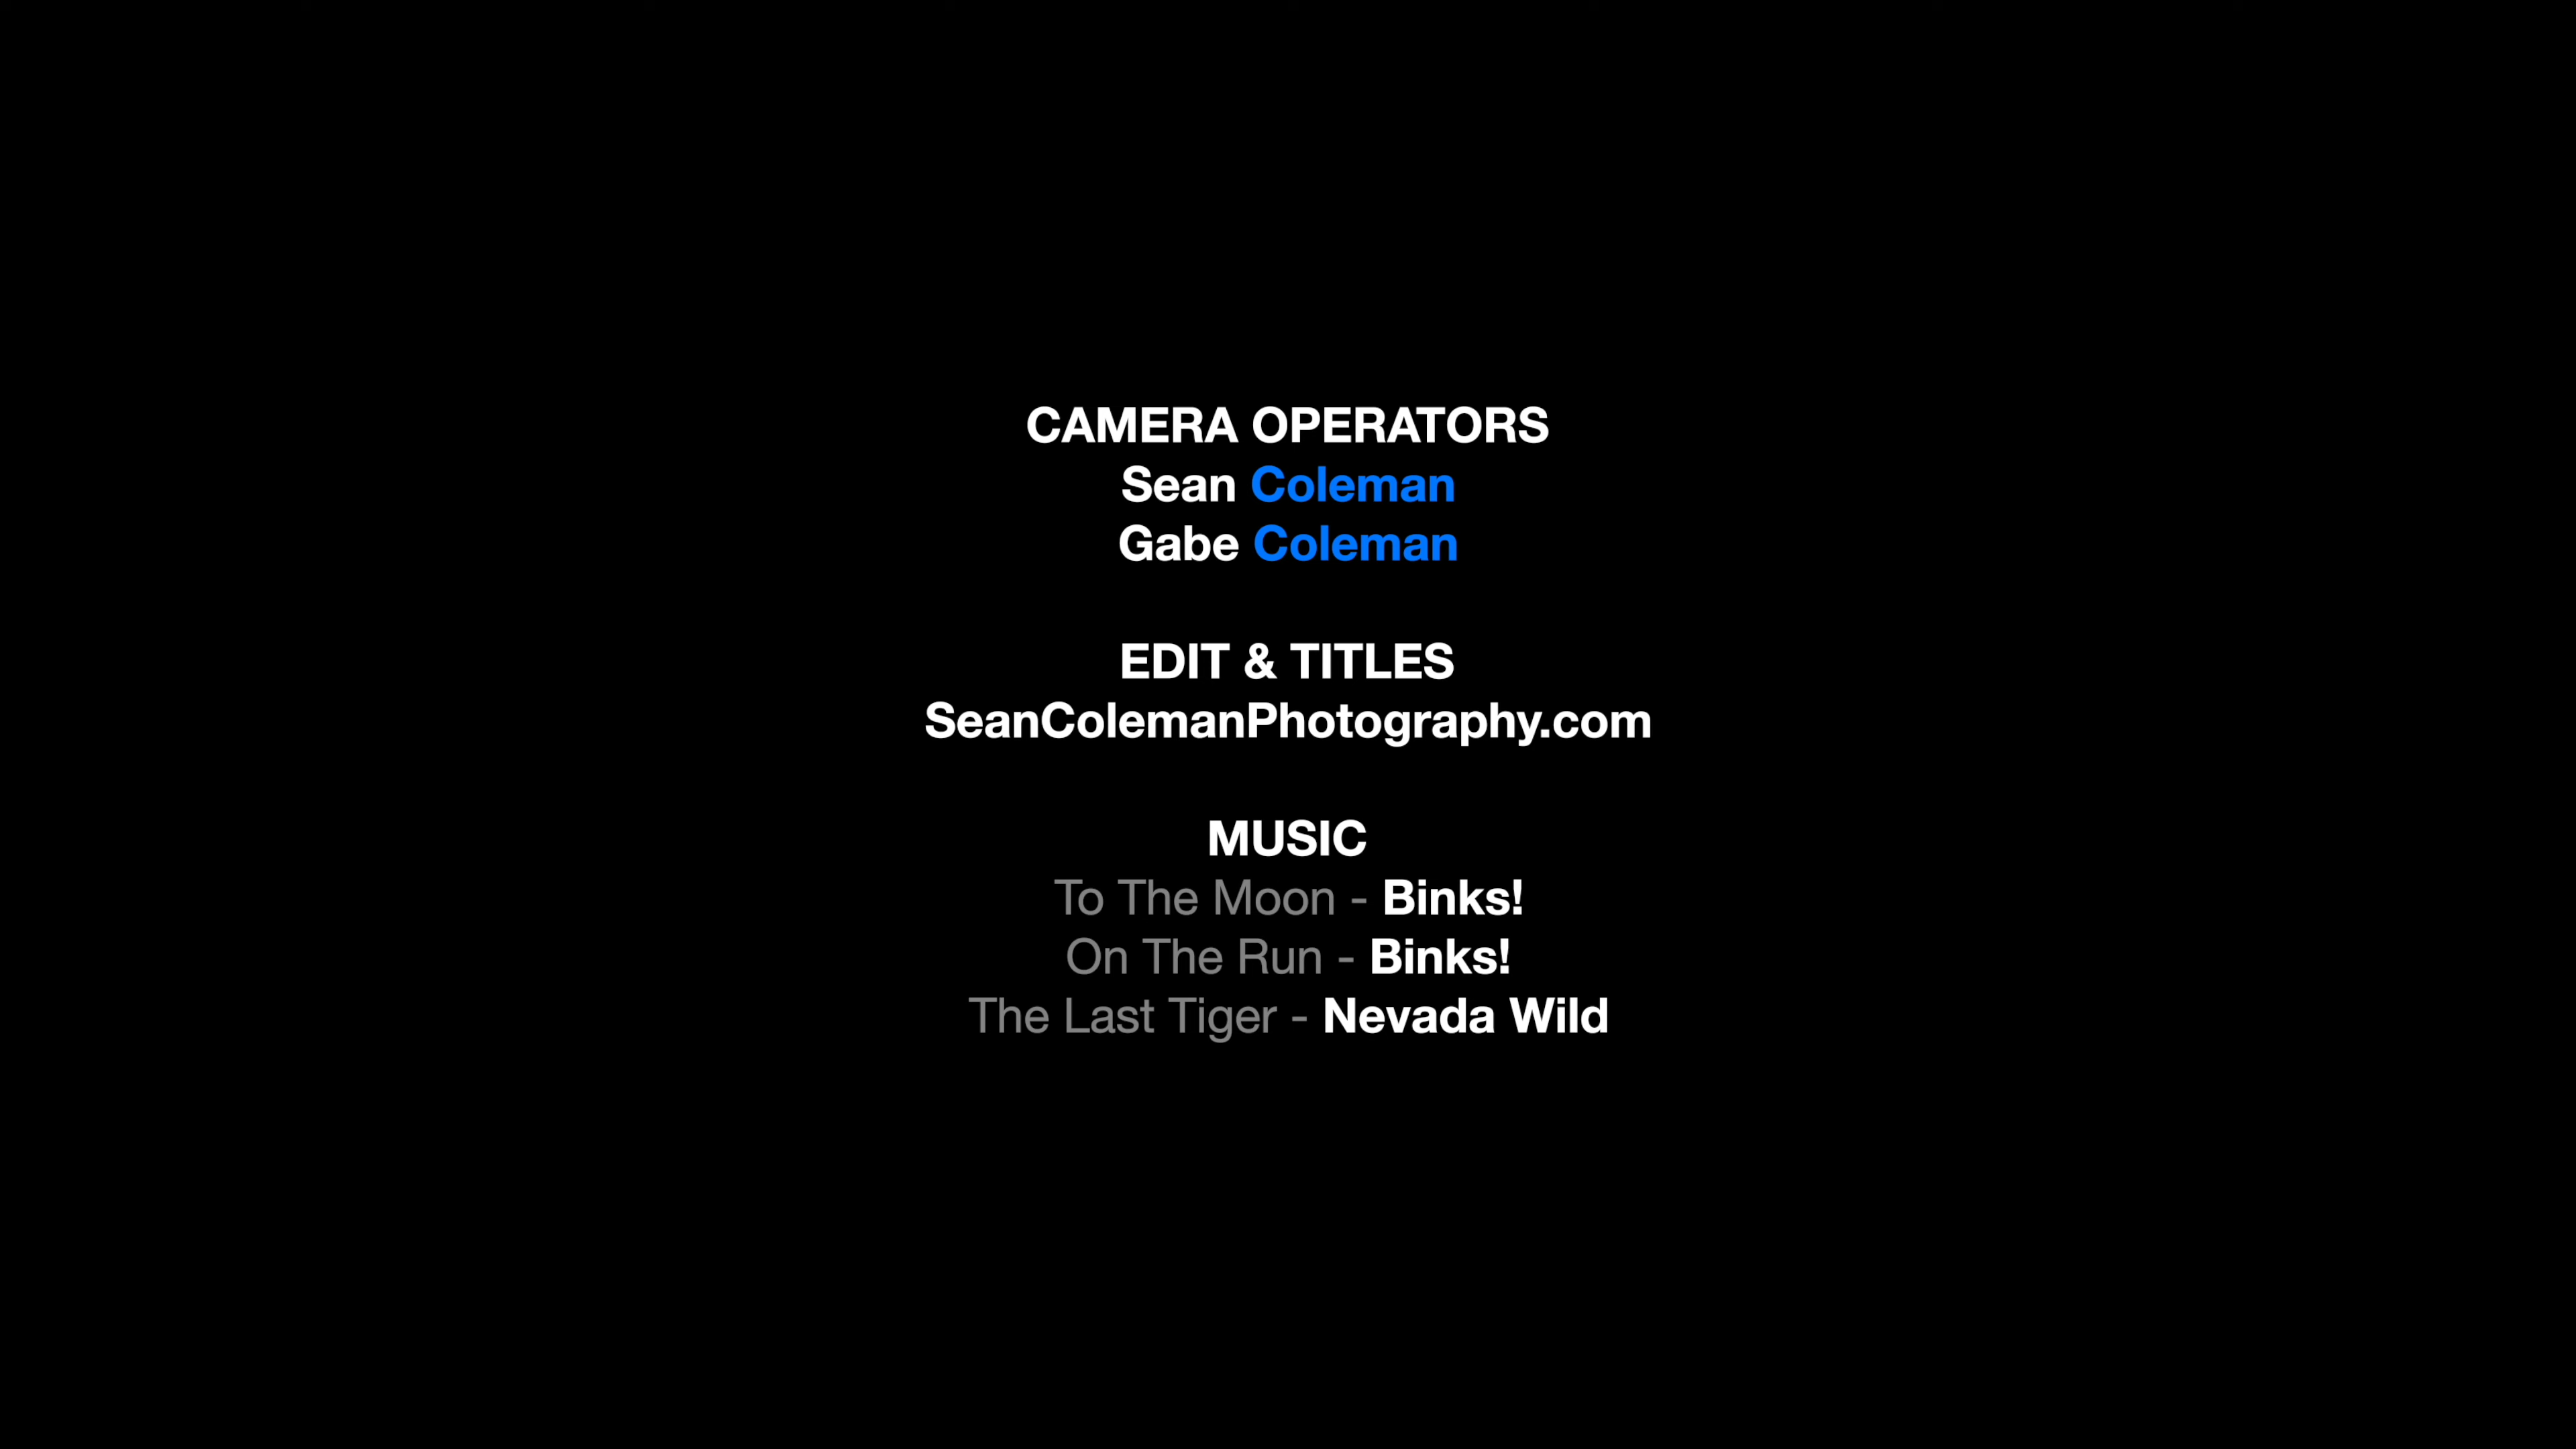 CAMERA OPERATORS
Sean Coleman
Gabe Coleman
EDIT & TITLES
SeanColemanPhotography.com
MUSIC
To The Moon - Binks!
On The Run - Binks!
The Last Tiger - Nevada Wild